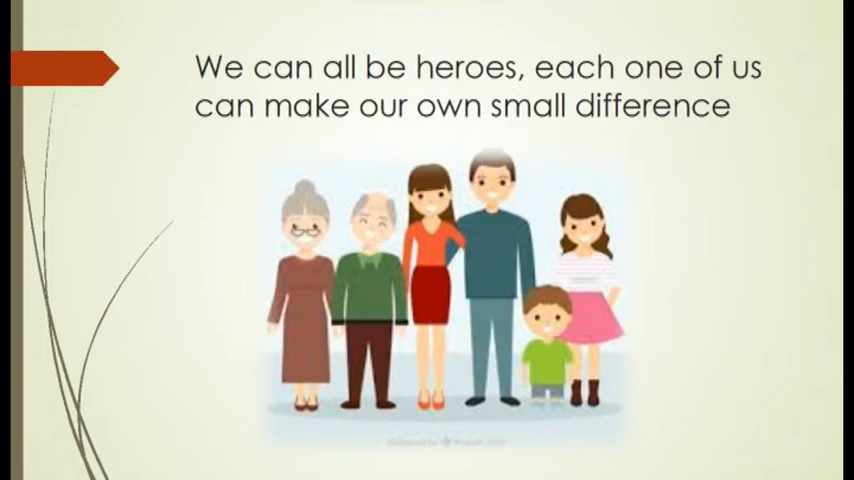 We can all be heroes, each one of us
can make our own small difference